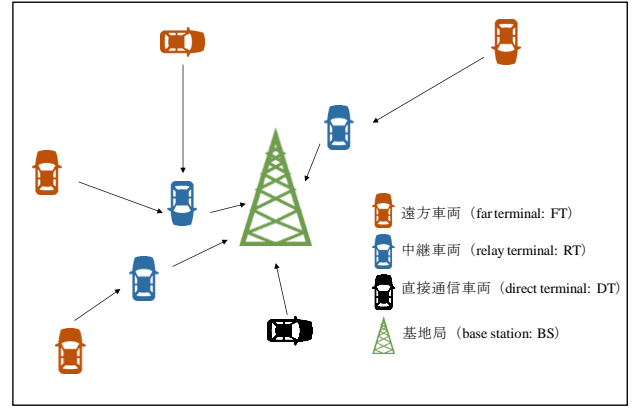 遠方車両（far terminal: FT）
中継車両（relay terminal: RT）
直接通信車両（direct terminal: DT）
基地局（base station: BS）